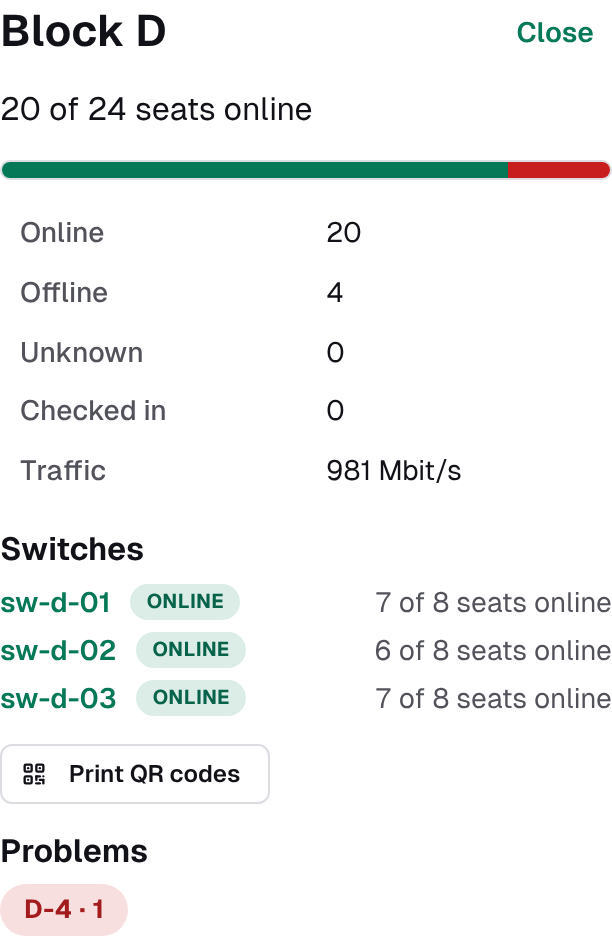 Block D
Close
20 of 24 seats online
Online 20
Offline 4
Unknown 0
Checked in 0
Traffic 981 Mbit/s
Switches
sw-d-01 ONLINE 7 of 8 seats online
sw-d-02 ONLINE 6 of 8 seats online
sw-d-03 ONLINE 7 of 8 seats online
Print QR codes
Problems
D-4 · 1